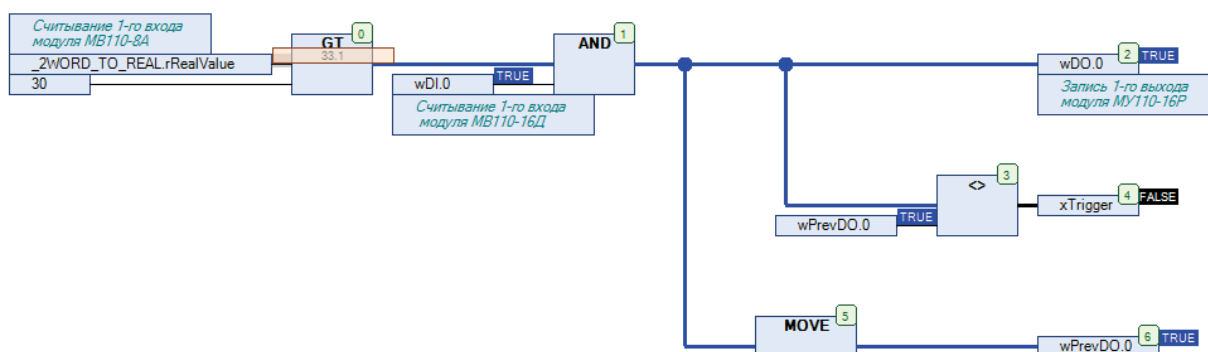 Считывание 1-го входа
модуля МВ110-8А
_2WORD_TO_REAL.rRealValue
30
GT
0
33.1
wDI.0
TRUE
Считывание 1-го входа
модуля МВ110-16Д
AND
1
wDO.0
2
TRUE
Запись 1-го выхода
модуля МУ110-16Р
<>
3
wPrevDO.0
TRUE
xTrigger
4
FALSE
MOVE
5
wPrevDO.0
6
TRUE